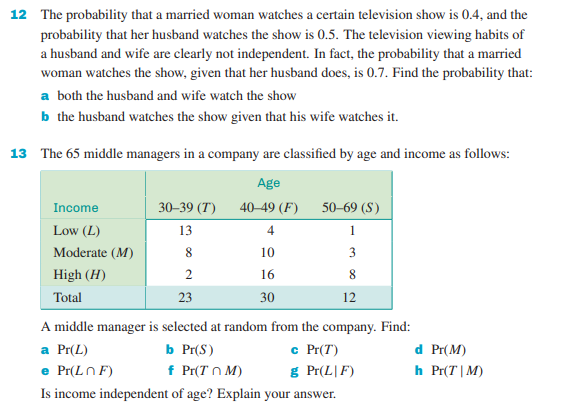 12 The probability that a married woman watches a certain television show is 0.4, and the
probability that her husband watches the show is 0.5. The television viewing habits of
a husband and wife are clearly not independent. In fact, the probability that a married
woman watches the show, given that her husband does, is 0.7. Find the probability that:
a both the husband and wife watch the show
b the husband watches the show given that his wife watches it.
13 The 65 middle managers in a company are classified by age and income as follows:
Age
Income 30–39 (T) 40–49 (F) 50–69 (S)
Low (L) 13 4 1
Moderate (M) 8 10 3
High (H) 2 16 8
Total 23 30 12
A middle manager is selected at random from the company. Find:
a Pr(L) b Pr(S) c Pr(T) d Pr(M)
e Pr(L ∩ F) f Pr(T ∩ M) g Pr(L | F) h Pr(T | M)
Is income independent of age? Explain your answer.